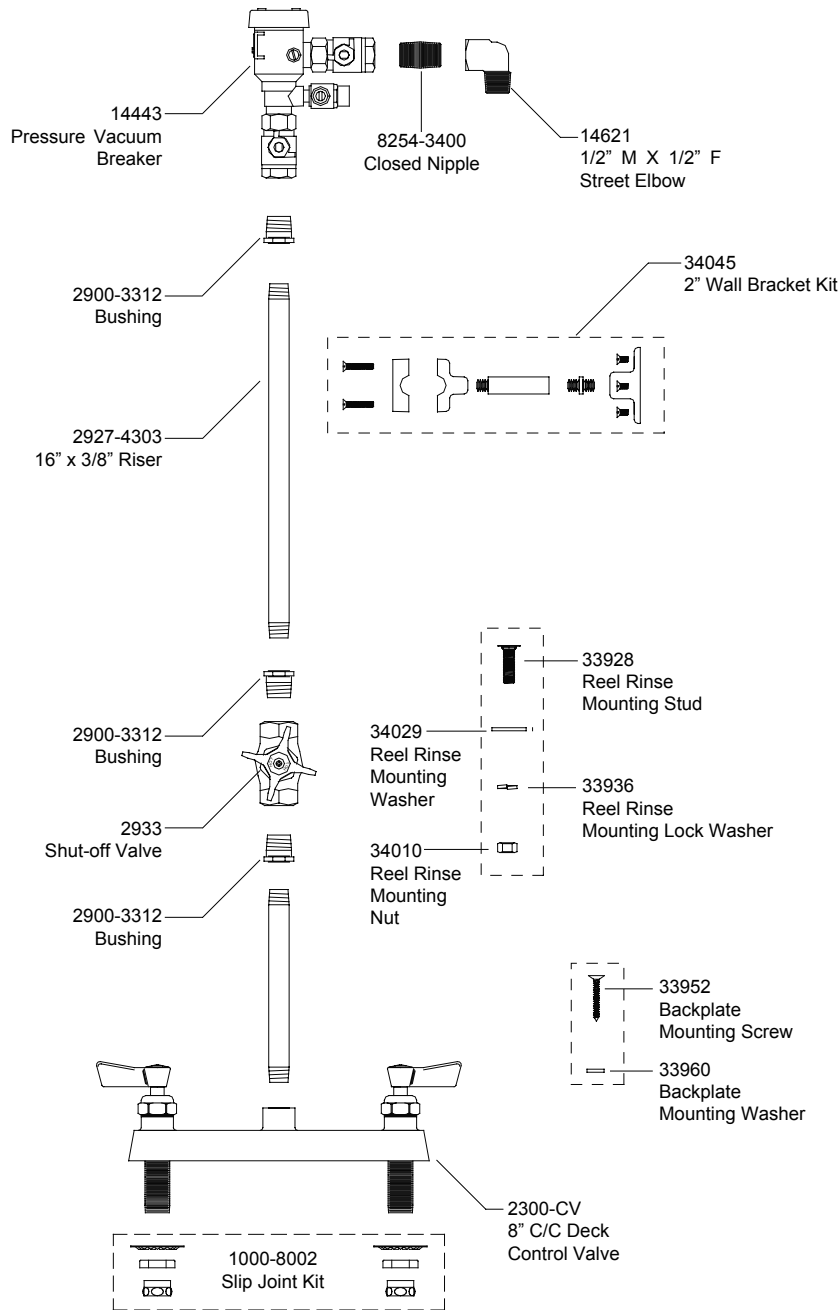 14443
Pressure Vacuum
Breaker
8254-3400
Closed Nipple
14621
1/2” M X 1/2” F
Street Elbow
2900-3312
Bushing
34045
2” Wall Bracket Kit
2927-4303
16” x 3/8” Riser
33928
Reel Rinse
Mounting Stud
2900-3312
Bushing
34029
Reel Rinse
Mounting
Washer
33936
Reel Rinse
Mounting Lock Washer
2933
Shut-off Valve
34010
Reel Rinse
Mounting
Nut
2900-3312
Bushing
33952
Backplate
Mounting Screw
33960
Backplate
Mounting Washer
2300-CV
8” C/C Deck
Control Valve
1000-8002
Slip Joint Kit